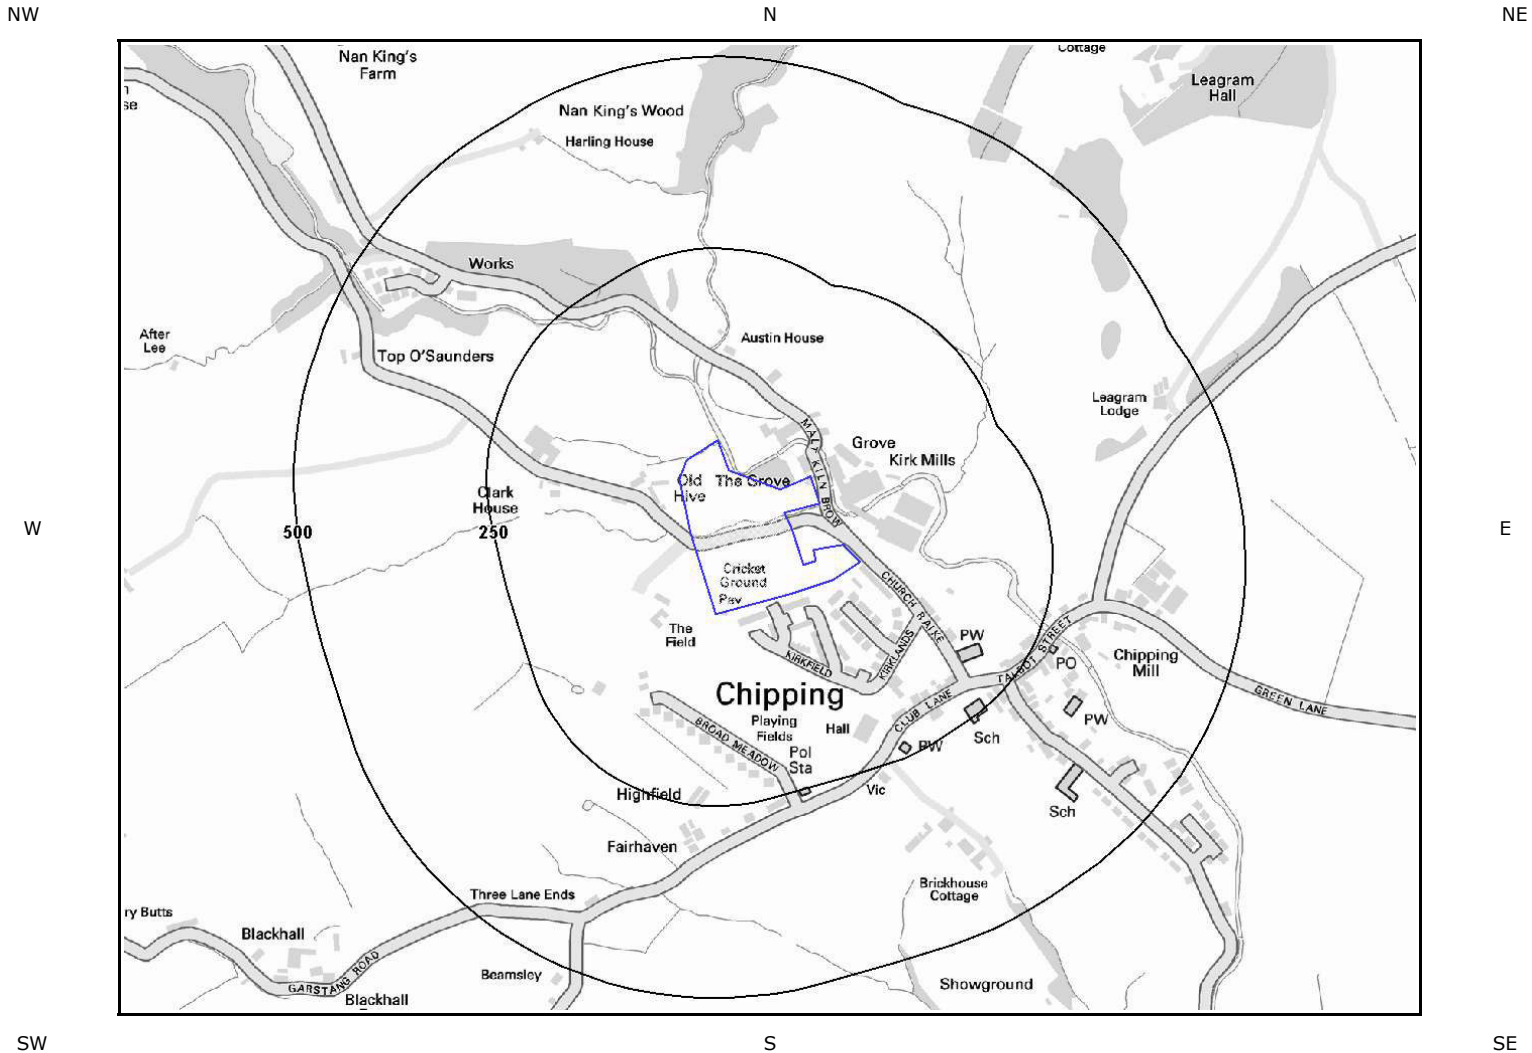 NW
N
NE
Nan King's
Farm
Cottage
Leagram
Hall
se
Nan King's Wood
Harling House
Works
After
Lee
Top O'Saunders
Austin House
Leagram
Lodge
MALT KILN BROW
Grove
Kirk Mills
Old
Hive
The Grove
Clark
House
W
500
250
E
Cricket
Ground
Pav
CHURCH RAIKE
The
Field
KIRKFIELD
KIRKLANDS
PW
TALBOT STREET
PO
Chipping
Mill
GREEN LANE
Chipping
Playing
Fields
Hall
CLUB LANE
Sch
PW
BROAD MEADOW
Pol
Sta
PW
Vic
Highfield
Sch
Fairhaven
Three Lane Ends
Brickhouse
Cottage
ry Butts
Blackhall
Beamsley
GARSTANG ROAD
Blackhall
Showground
SW
S
SE